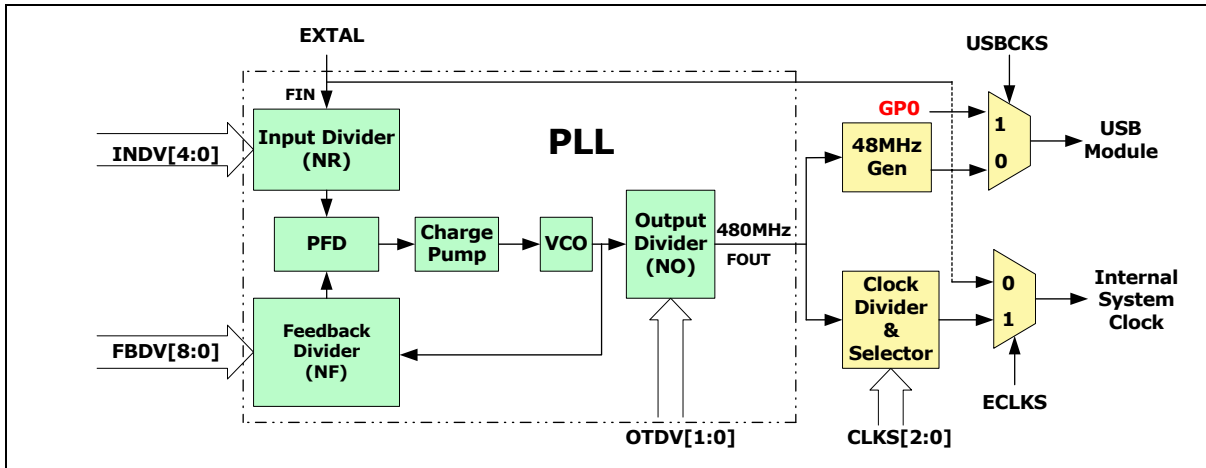 EXTAL
USBCKS
FIN
GP0
INDV[4:0]
Input Divider
(NR)
PLL
48MHz
Gen
1
0
USB
Module
PFD
Charge
Pump
VCO
Output
Divider
(NO)
480MHz
FOUT
Clock
Divider
&
Selector
0
1
Internal
System
Clock
FBDV[8:0]
Feedback
Divider
(NF)
ECLKS
OTDV[1:0]
CLKS[2:0]